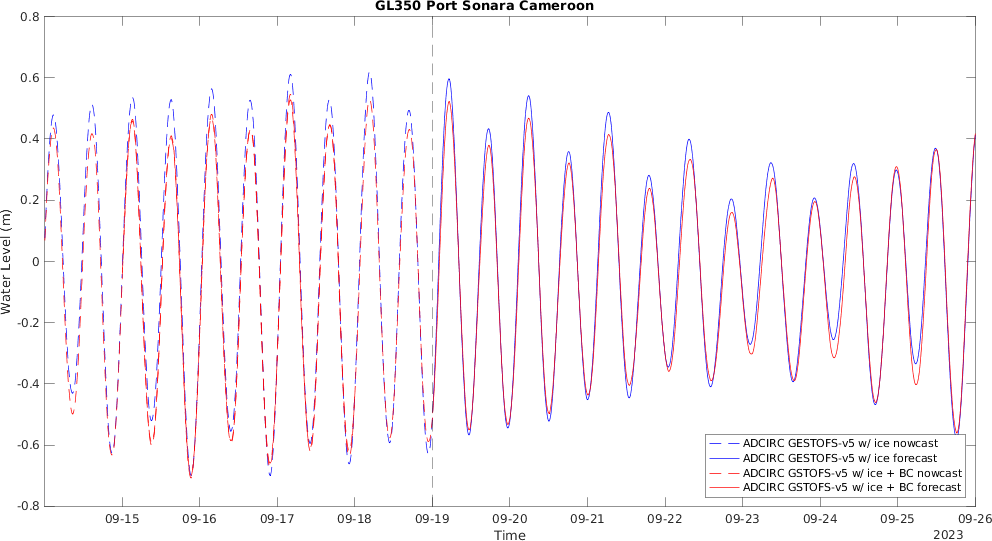 GL350 Port Sonara Cameroon
0.8
0.6
0.4
0.2
0
-0.2
-0.4
-0.6
-0.8
Water Level (m)
ADCIRC GESTOFS-v5 w/ ice nowcast
ADCIRC GESTOFS-v5 w/ ice forecast
ADCIRC GSTOFS-v5 w/ ice + BC nowcast
ADCIRC GSTOFS-v5 w/ ice + BC forecast
09-15 09-16 09-17 09-18 09-19 09-20 09-21 09-22 09-23 09-24 09-25 09-26
Time
2023